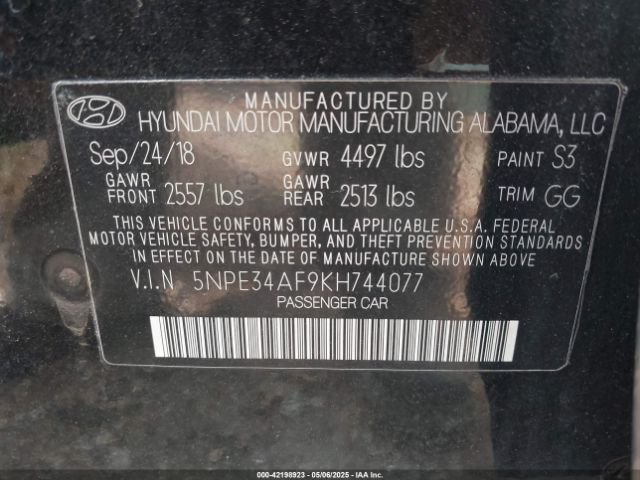 MANUFACTURED BY
HYUNDAI MOTOR MANUFACTURING ALABAMA, LLC
Sep/24/18 GVWR 4497 lbs PAINT S3
GAWR FRONT 2557 lbs GAWR REAR 2513 lbs TRIM GG
THIS VEHICLE CONFORMS TO ALL APPLICABLE U.S.A. FEDERAL
MOTOR VEHICLE SAFETY, BUMPER, AND THEFT PREVENTION STANDARDS
IN EFFECT ON THE DATE OF MANUFACTURE SHOWN ABOVE.
V.I.N 5NPE34AF9KH744077
PASSENGER CAR
000-42198923 - 05/06/2025 - IAA Corp.